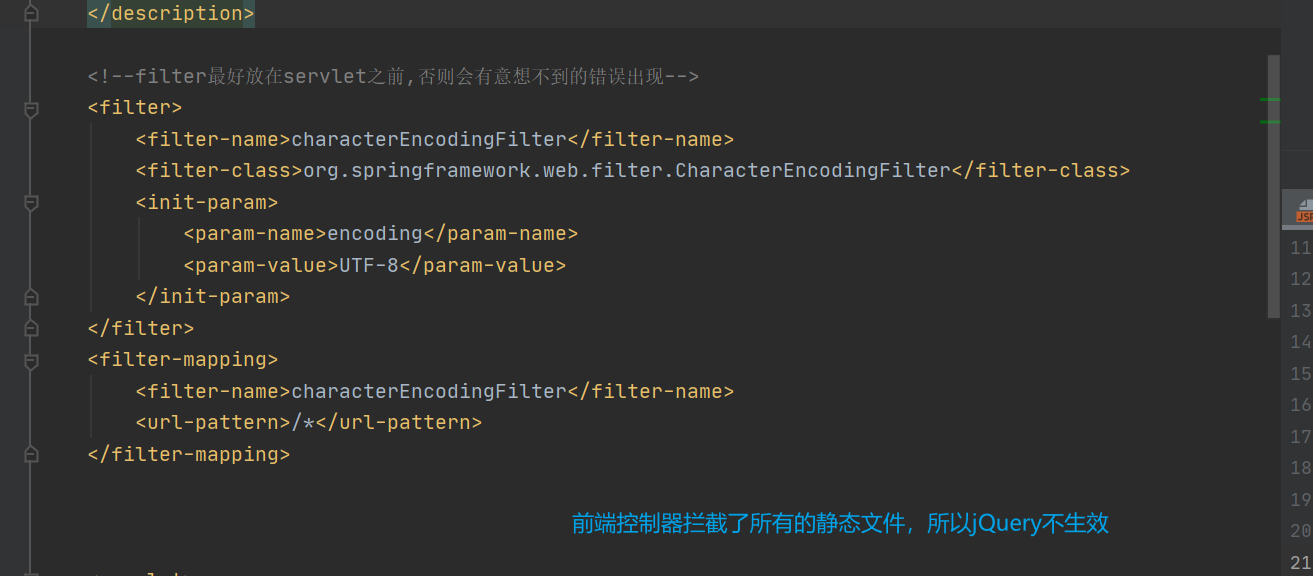 </description>
<!--filter最好放在servlet之前,否则会有意想不到的错误出现-->
<filter>
<filter-name>characterEncodingFilter</filter-name>
<filter-class>org.springframework.web.filter.CharacterEncodingFilter</filter-class>
<init-param>
<param-name>encoding</param-name>
<param-value>UTF-8</param-value>
</init-param>
</filter>
<filter-mapping>
<filter-name>characterEncodingFilter</filter-name>
<url-pattern>/*</url-pattern>
</filter-mapping>
前端控制器拦截了所有的静态文件，所以jQuery不生效
JSP
11
12
13
14
15
16
17
18
19
20
21